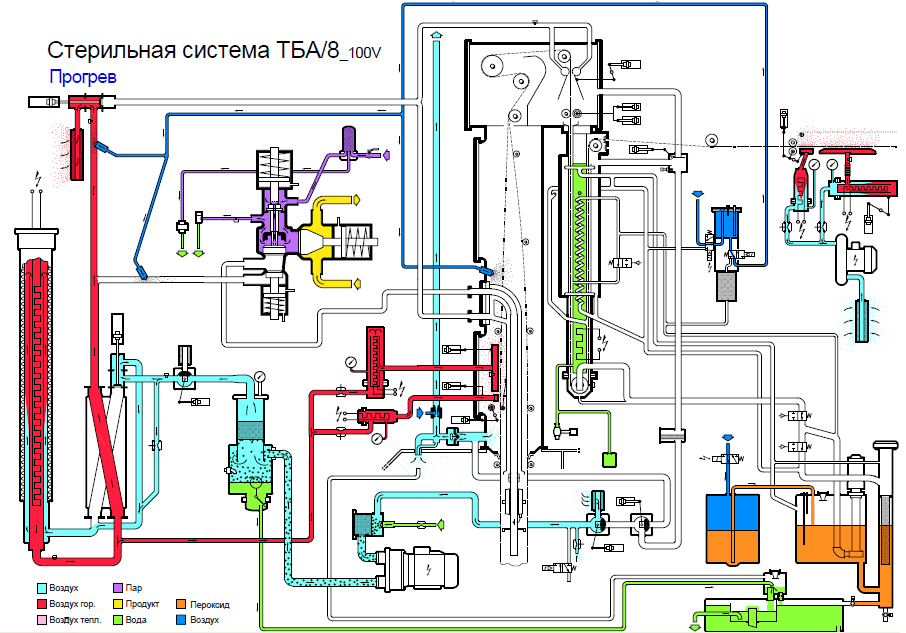 Стерильная система ТБА/8_100V
Прогрев
Воздух
Воздух гор.
Воздух тепл.
Пар
Продукт
Вода
Пероксид
Воздух